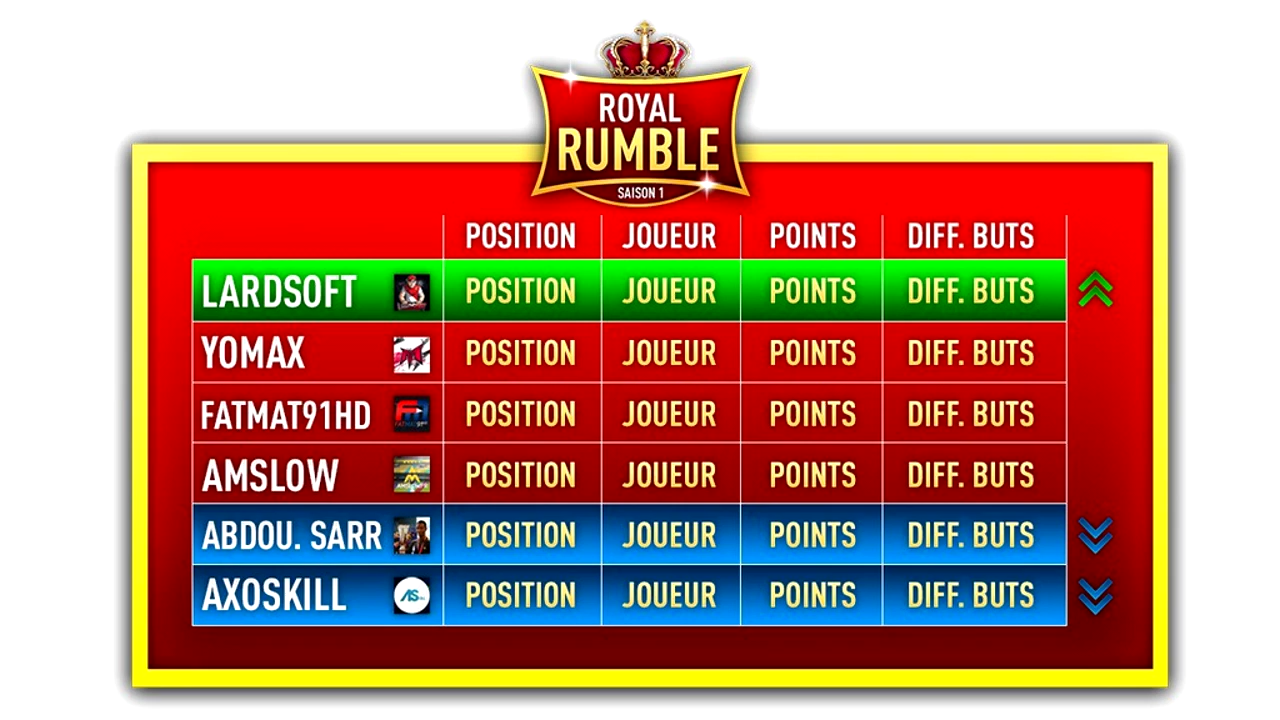 ROYAL
RUMBLE
SAISON 1
POSITION JOUEUR POINTS DIFF. BUTS
LARDSOFT POSITION JOUEUR POINTS DIFF. BUTS
YOMAX POSITION JOUEUR POINTS DIFF. BUTS
FATMAT91HD POSITION JOUEUR POINTS DIFF. BUTS
AMSLOW POSITION JOUEUR POINTS DIFF. BUTS
ABDOU. SARR POSITION JOUEUR POINTS DIFF. BUTS
AXOSKILL POSITION JOUEUR POINTS DIFF. BUTS